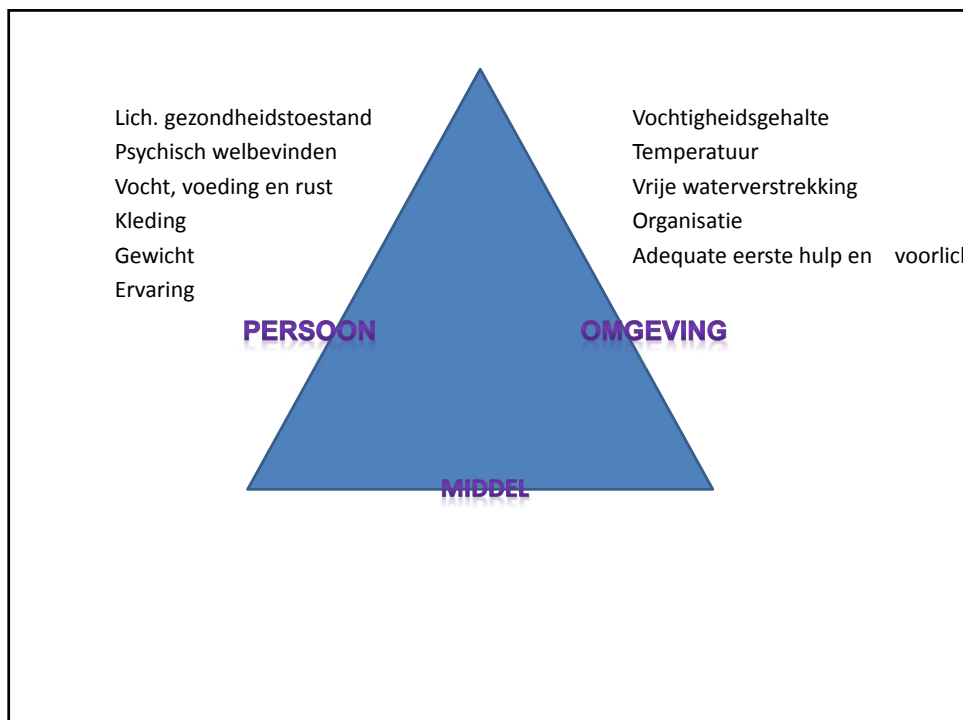 Lich. gezondheidstoestand
Psychisch welbevinden
Vocht, voeding en rust
Kleding
Gewicht
Ervaring
PERSOON
Vochtigheidsgehalte
Temperatuur
Vrije waterverstrekking
Organisatie
Adequate eerste hulp en voorlich
OMGEVING
MIDDEL